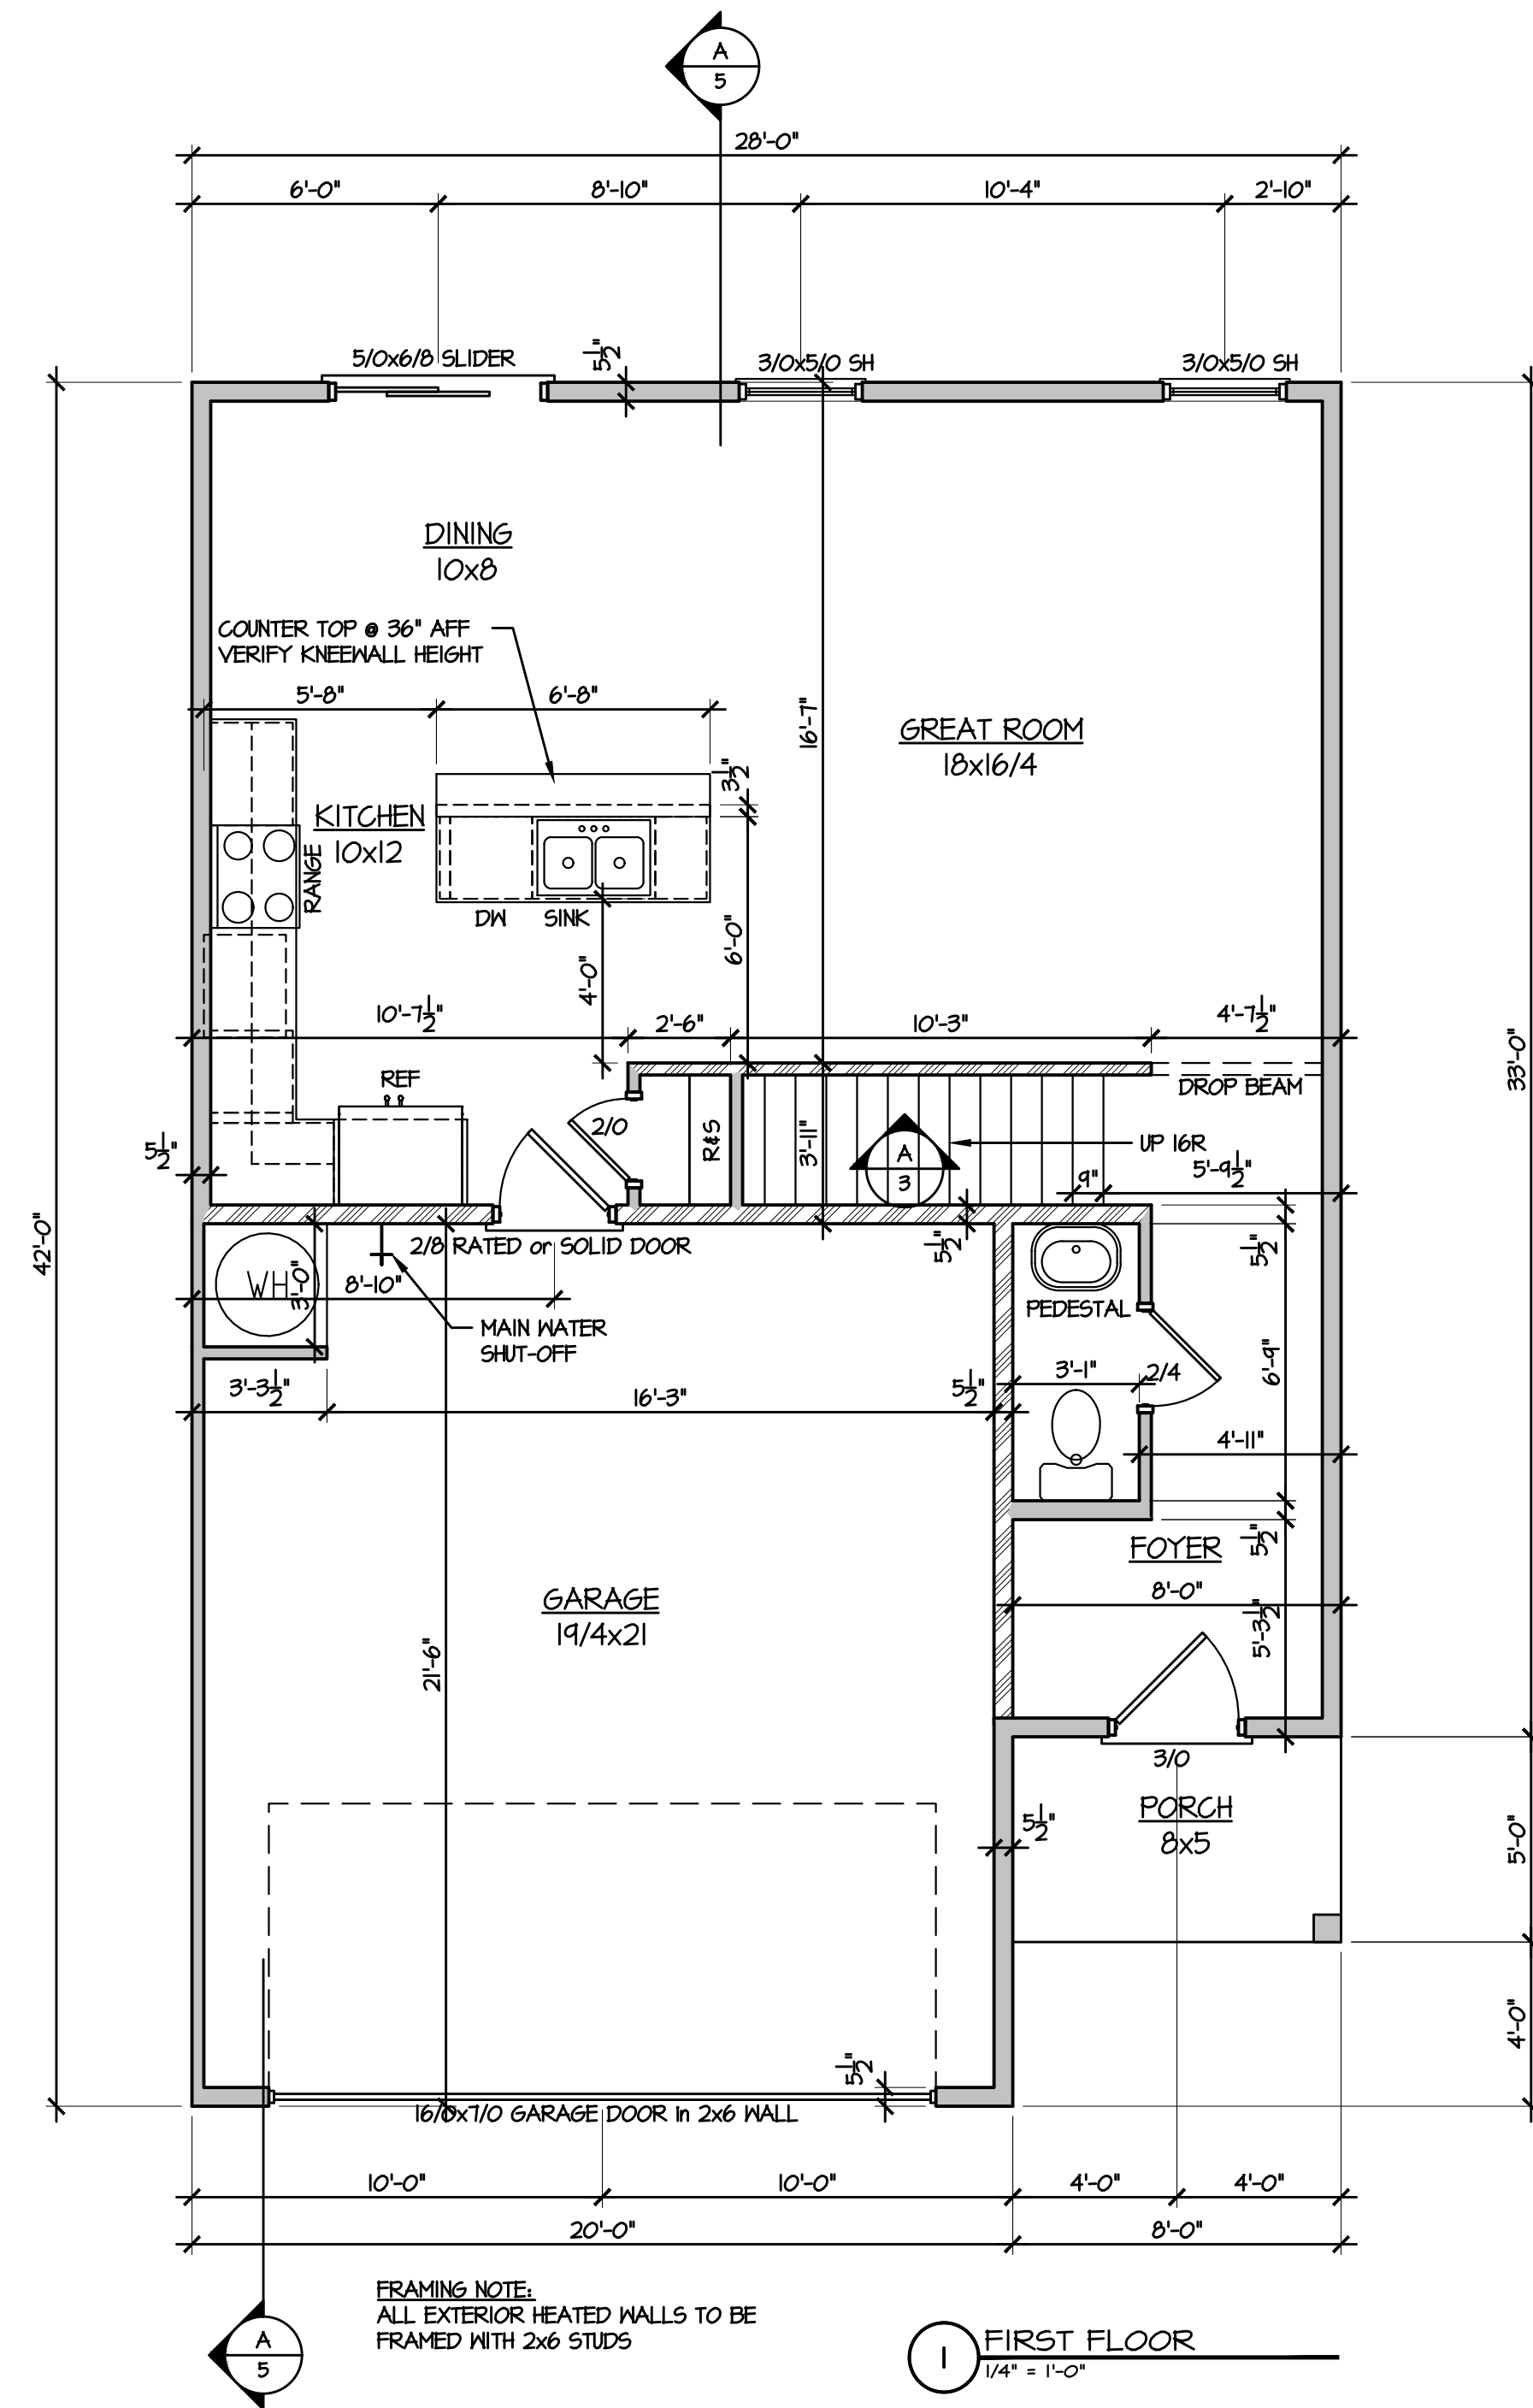 A
5
28'-0"
6'-0"
8'-10"
10'-4"
2'-10"
5/0x6/8 SLIDER
5 1/2"
3/0x5/0 SH
3/0x5/0 SH
DINING
10x8
COUNTER TOP @ 36" AFF
VERIFY KNEEWALL HEIGHT
5'-8"
6'-8"
16'-7"
GREAT ROOM
18x16/4
3 1/2"
KITCHEN
10x12
RANGE
DW
SINK
6'-0"
4'-0"
10'-7 1/2"
2'-6"
10'-3"
4'-7 1/2"
33'-0"
REF
DROP BEAM
2/0
R&S
3'-11"
A
3
UP 16R
5 1/2"
9"
5'-9 1/2"
42'-0"
2/8 RATED or SOLID DOOR
5 1/2"
5 1/2"
WH
3'-0"
8'-10"
PEDESTAL
MAIN WATER
SHUT-OFF
3'-3 1/2"
16'-3"
5 1/2"
3'-1"
2/4
6'-9"
4'-11"
FOYER
5 1/2"
8'-0"
5'-3 1/2"
GARAGE
19/4x21
21'-6"
3/0
PORCH
8x5
5 1/2"
5'-0"
4'-0"
5 1/2"
16/0x7/0 GARAGE DOOR in 2x6 WALL
10'-0"
10'-0"
4'-0"
4'-0"
20'-0"
8'-0"
FRAMING NOTE:
ALL EXTERIOR HEATED WALLS TO BE
FRAMED WITH 2x6 STUDS
A
5
1
FIRST FLOOR
1/4" = 1'-0"